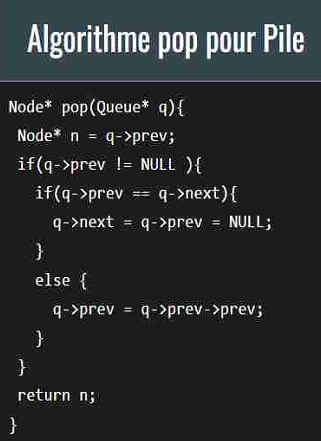 Algorithme pop pour Pile
Node* pop(Queue* q){
Node* n = q->prev;
if(q->prev != NULL ){
if(q->prev == q->next){
q->next = q->prev = NULL;
}
else {
q->prev = q->prev->prev;
}
}
return n;
}